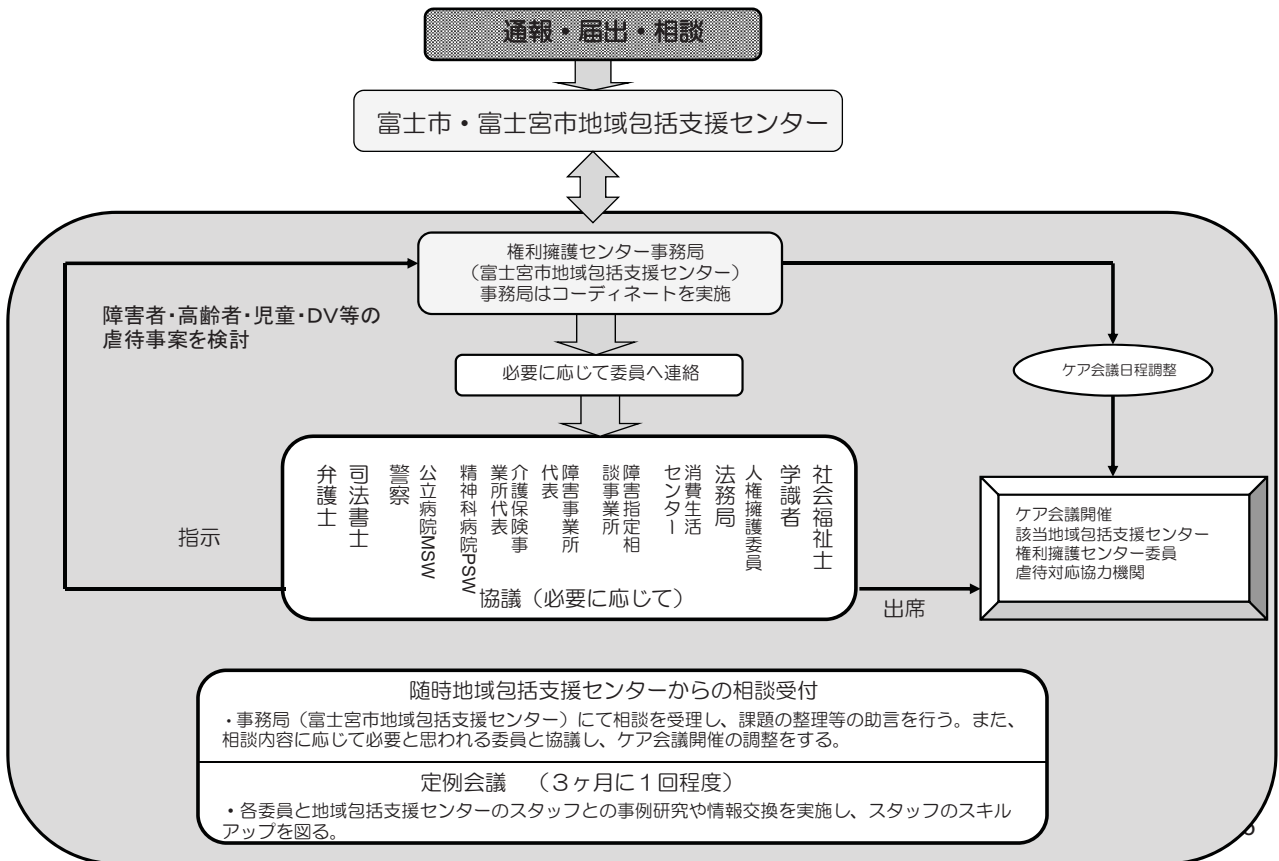 通報・届出・相談
富士市・富士宮市地域包括支援センター
権利擁護センター事務局
（富士宮市地域包括支援センター）
事務局はコーディネートを実施
障害者・高齢者・児童・DV等の
虐待事案を検討
必要に応じて委員へ連絡
ケア会議日程調整
社会福祉士
学識者
人権擁護委員
法務局
消費生活
センター
障害指定相
談事業所
障害事業所
代表
介護保険事
業所代表
精神科病院PSW
公立病院MSW
警察
司法書士
弁護士
協議（必要に応じて）
指示
出席
ケア会議開催
該当地域包括支援センター
権利擁護センター委員
虐待対応協力機関
随時地域包括支援センターからの相談受付
・事務局（富士宮市地域包括支援センター）にて相談を受理し、課題の整理等の助言を行う。また、
相談内容に応じて必要と思われる委員と協議し、ケア会議開催の調整をする。
定例会議　（３ヶ月に１回程度）
・各委員と地域包括支援センターのスタッフとの事例研究や情報交換を実施し、スタッフのスキル
アップを図る。